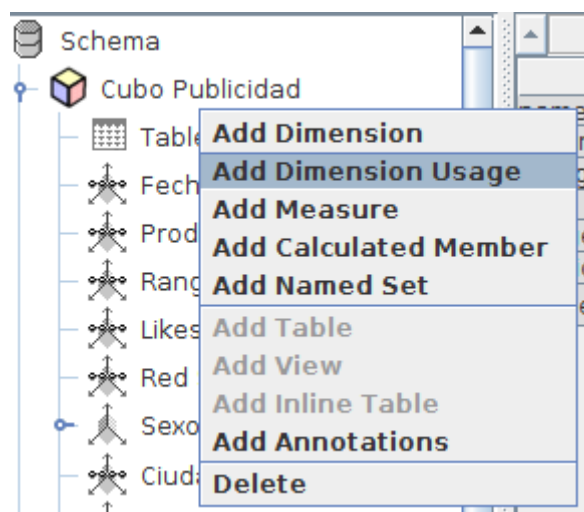 Schema
Cubo Publicidad
Table
Add Dimension
Fech
Add Dimension Usage
Prod
Add Measure
Add Calculated Member
Rang
Add Named Set
Likes
Add Table
Red
Add View
Add Inline Table
Sexo
Add Annotations
Ciuda
Delete